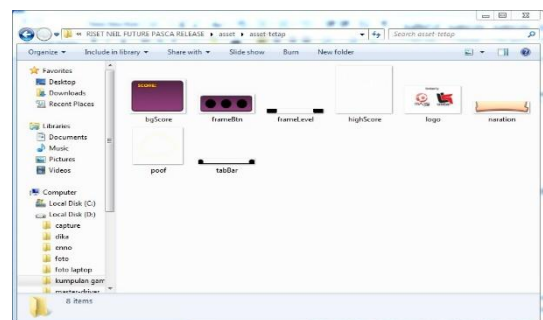 « RISET NEIL FUTURE PASCA RELEASE ▸ asset ▸ asset tetap
Search asset tetap
Organize Include in library Share with Slide show Burn New folder
Favorites
Desktop
Downloads
Recent Places
Libraries
Documents
Music
Pictures
Videos
Computer
Local Disk (C:)
Local Disk (D:)
capture
dika
enno
foto
foto laptop
kumpulan gam
master-driver
SCORE:
bgScore frameBtn frameLevel highScore logo naration
poof tabBar
8 items